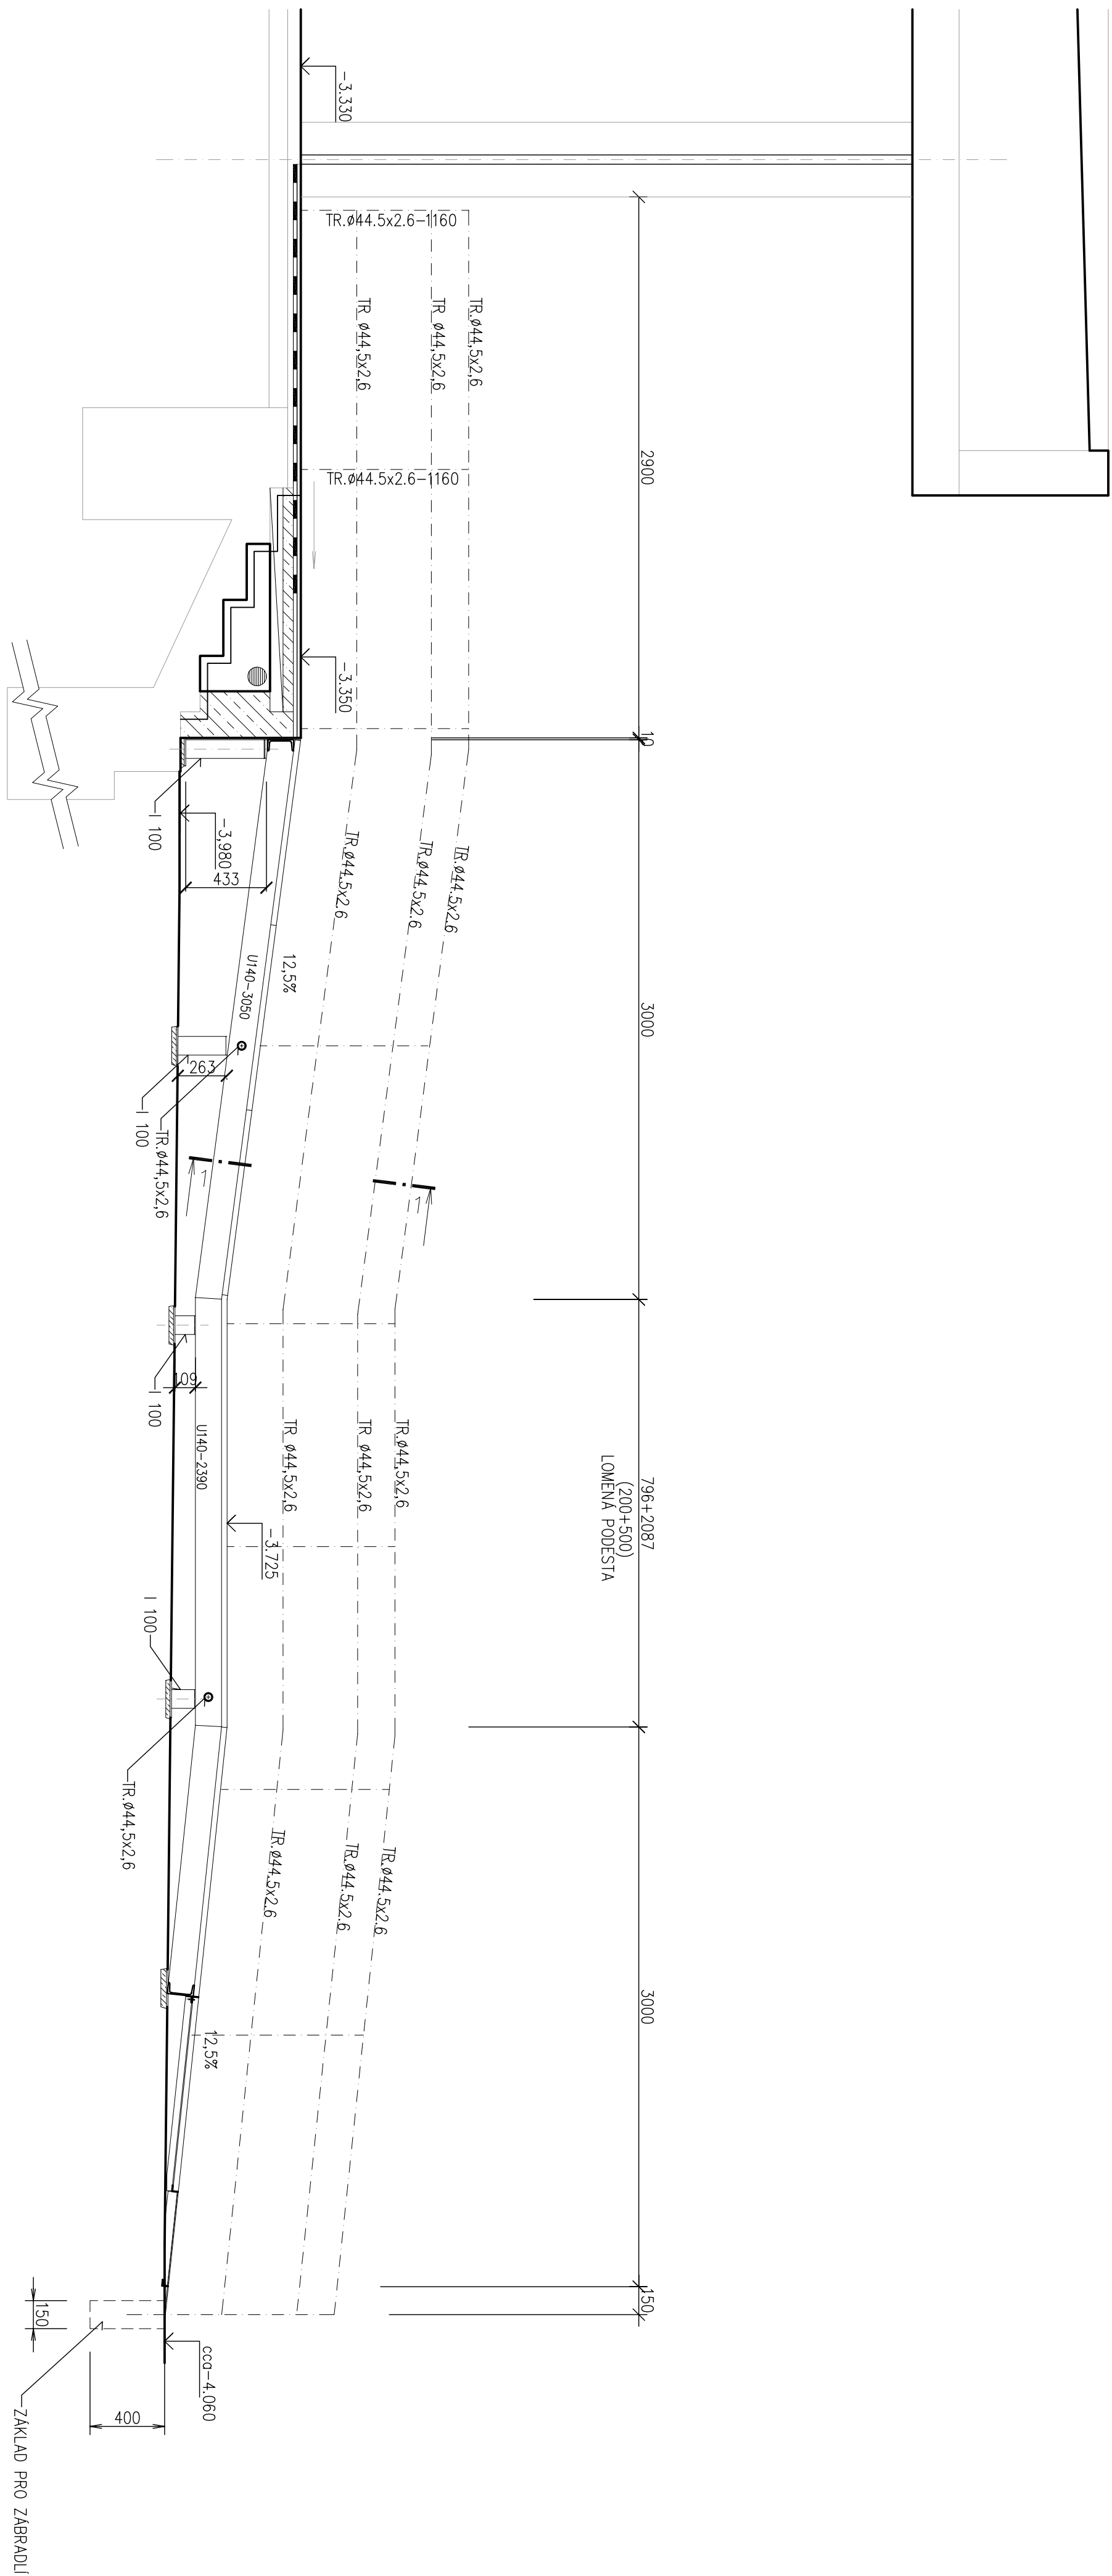 -3.330
TR.ø44.5x2.6-1160
TR ø44,5x2,6
TR ø44,5x2,6
TR.ø44,5x2,6
2900
TR.ø44.5x2.6-1160
-3.350
10
I 100
-3,980
433
TR.ø44.5x2.6
TR.ø44.5x2.6
TR.ø44.5x2.6
12,5%
U140-3050
3000
263
I 100
TR.ø44,5x2,6
1
1
I 100
109
U140-2390
TR ø44,5x2,6
TR ø44,5x2,6
TR.ø44,5x2,6
796+2087
(200+500)
LOMENÁ PODESTA
-3.725
I 100
TR.ø44,5x2,6
TR.ø44.5x2.6
TR.ø44.5x2.6
TR.ø44.5x2.6
3000
12,5%
150
150
cca-4.060
400
ZÁKLAD PRO ZÁBRADLÍ